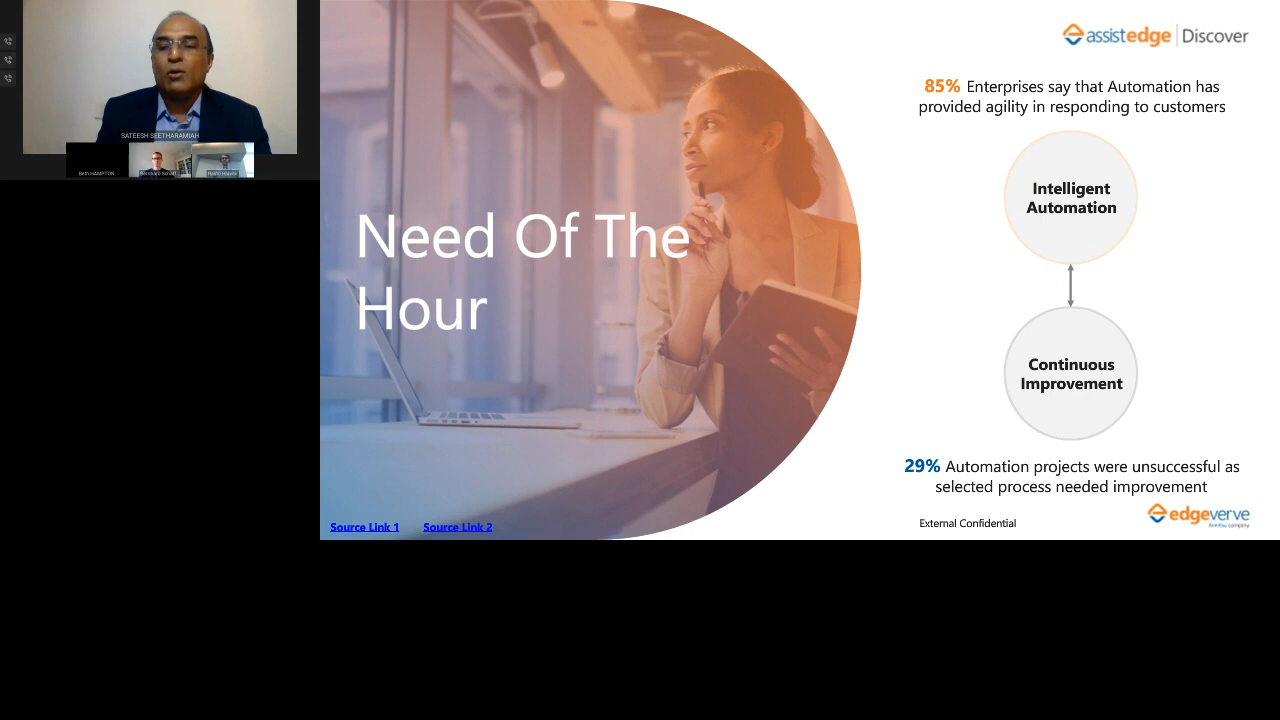 SATEESH SEETHARAMIAH
Beth HAMPTON
assistedge | Discover
85% Enterprises say that Automation has
provided agility in responding to customers
Intelligent
Automation
Need Of The
Hour
Continuous
Improvement
29% Automation projects were unsuccessful as
selected process needed improvement
Source Link 1 Source Link 2
External Confidential
edgeverve